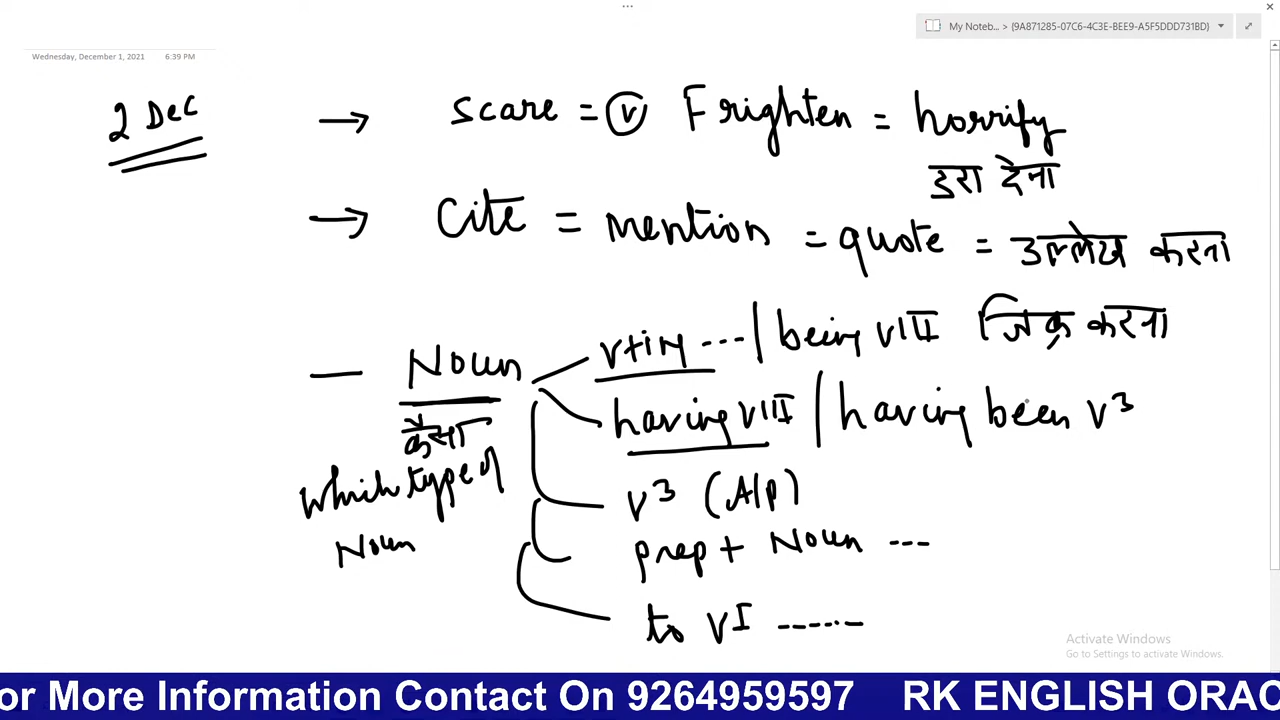 My Noteb... > {9A871285-07C6-4C3E-BEE9-A5F5DDD731BD}
Wednesday, December 1, 2021 6:39 PM
2 Dec
→ scare = (v) Frighten = horrify
डरा देना
→ Cite = mention = quote = उल्लेख करना
जिक्र करना
— Noun
कैसा
which type of
Noun
v+ing ---| being vIII
having vIII | having been v3
v3 (A/P)
prep + Noun ---
to vI ------
Activate Windows
Go to Settings to activate Windows.
or More Information Contact On 9264959597 RK ENGLISH ORAC